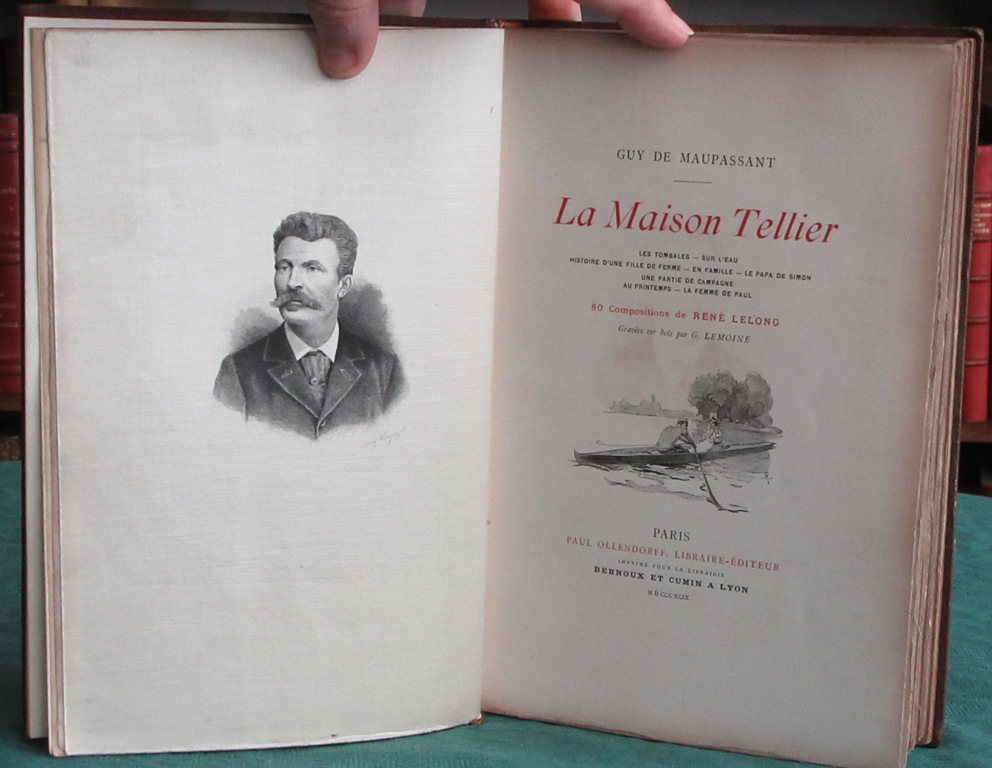 GUY DE MAUPASSANT
La Maison Tellier
LES TOMBALES — SUR L'EAU
HISTOIRE D'UNE FILLE DE FERME — EN FAMILLE — LE PAPA DE SIMON
UNE PARTIE DE CAMPAGNE
AU PRINTEMPS — LA FEMME DE PAUL
80 Compositions de RENÉ LELONG
Gravées sur bois par G. LEMOINE
PARIS
PAUL OLLENDORFF, LIBRAIRE-ÉDITEUR
IMPRIMÉ POUR LA LIBRAIRIE
BERNOUX ET CUMIN A LYON
MDCCCXCIX